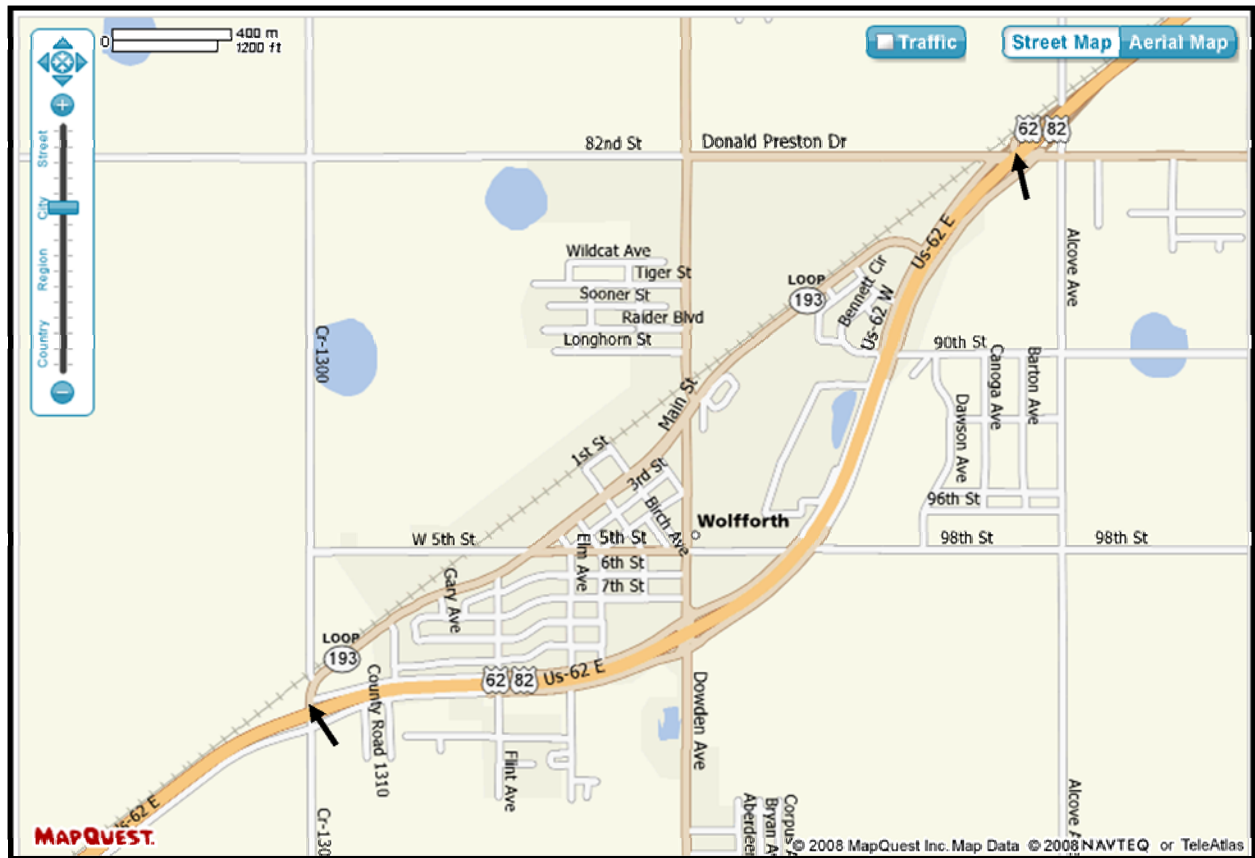 0
400 m
1200 ft
Traffic
Street Map
Aerial Map
Street
City
Region
Country
62
82
82nd St
Donald Preston Dr
Wildcat Ave
Tiger St
Sooner St
Raider Blvd
Longhorn St
LOOP
193
Bennett Cir
Us-62 E
Us-62 W
Alcove Ave
Cr-1300
90th St
Canoga Ave
Barton Ave
Dawson Ave
Main St
1st St
3rd St
Birch Ave
96th St
Wolfforth
W 5th St
5th St
98th St
98th St
Elm Ave
6th St
7th St
Gary Ave
LOOP
193
62
82
Us-62 E
County Road 1310
Dowden Ave
Flint Ave
Us-62 E
Cr-130
Alcove A
Aberdeer
Bryan A
Corpus A
MAPQUEST.
© 2008 MapQuest Inc. Map Data © 2008 NAVTEQ or TeleAtlas